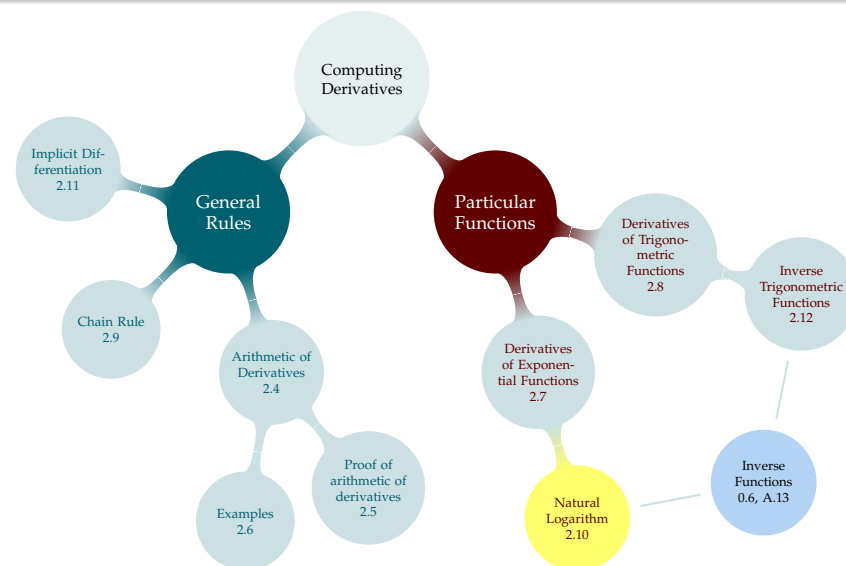 Computing
Derivatives
General
Rules
Implicit Dif-
ferentiation
2.11
Chain Rule
2.9
Arithmetic of
Derivatives
2.4
Examples
2.6
Proof of
arithmetic of
derivatives
2.5
Particular
Functions
Derivatives
of Trigono-
metric
Functions
2.8
Inverse
Trigonometric
Functions
2.12
Derivatives
of Exponen-
tial Functions
2.7
Natural
Logarithm
2.10
Inverse
Functions
0.6, A.13